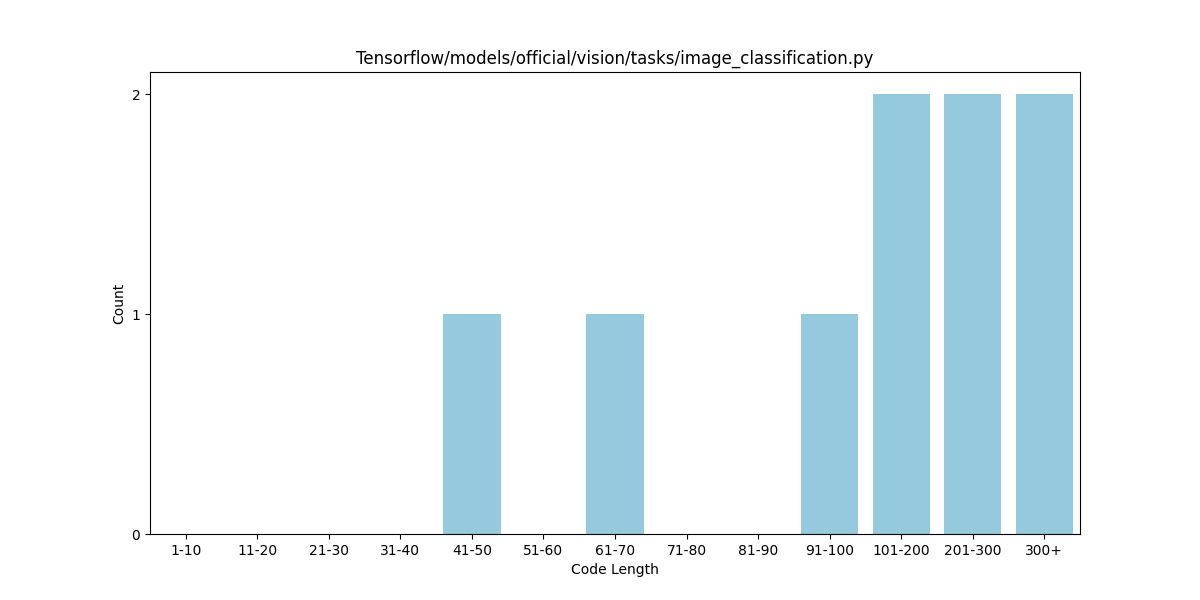 Tensorflow/models/official/vision/tasks/image_classification.py
2
1
0
Count
1-10 11-20 21-30 31-40 41-50 51-60 61-70 71-80 81-90 91-100 101-200 201-300 300+
Code Length